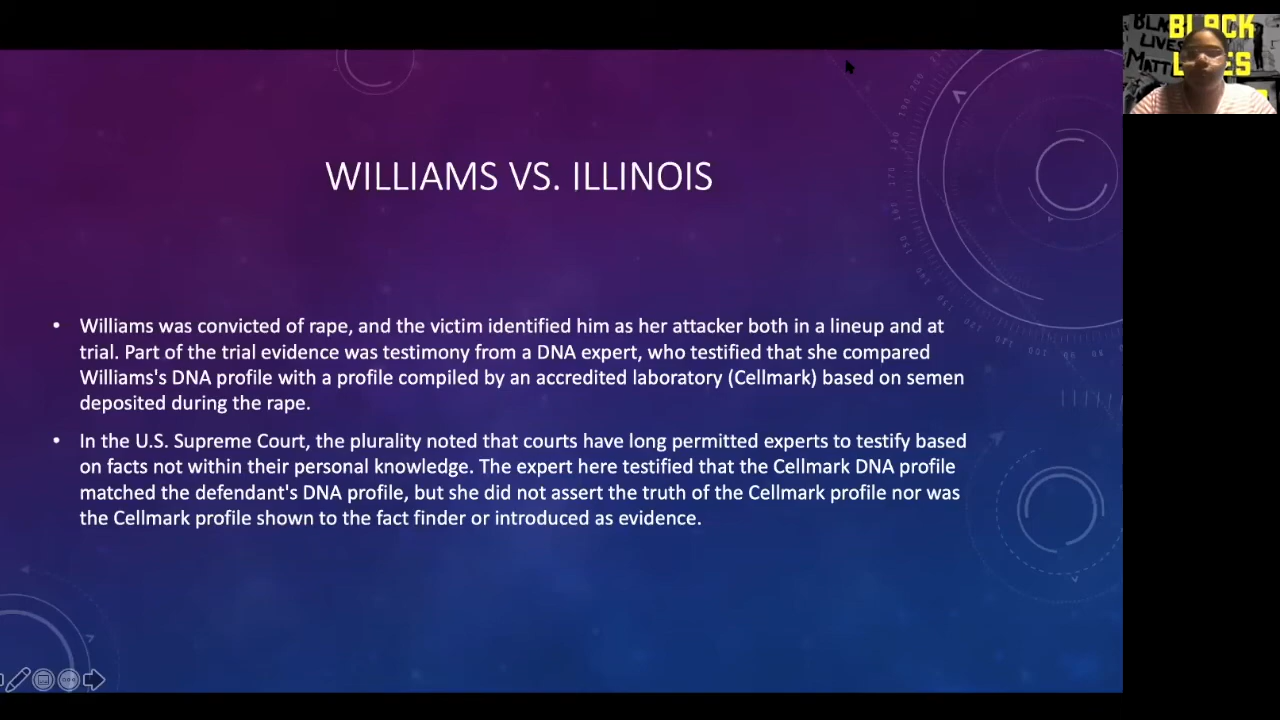 WILLIAMS VS. ILLINOIS
• Williams was convicted of rape, and the victim identified him as her attacker both in a lineup and at
trial. Part of the trial evidence was testimony from a DNA expert, who testified that she compared
Williams's DNA profile with a profile compiled by an accredited laboratory (Cellmark) based on semen
deposited during the rape.
• In the U.S. Supreme Court, the plurality noted that courts have long permitted experts to testify based
on facts not within their personal knowledge. The expert here testified that the Cellmark DNA profile
matched the defendant's DNA profile, but she did not assert the truth of the Cellmark profile nor was
the Cellmark profile shown to the fact finder or introduced as evidence.
BLACK
LIVES